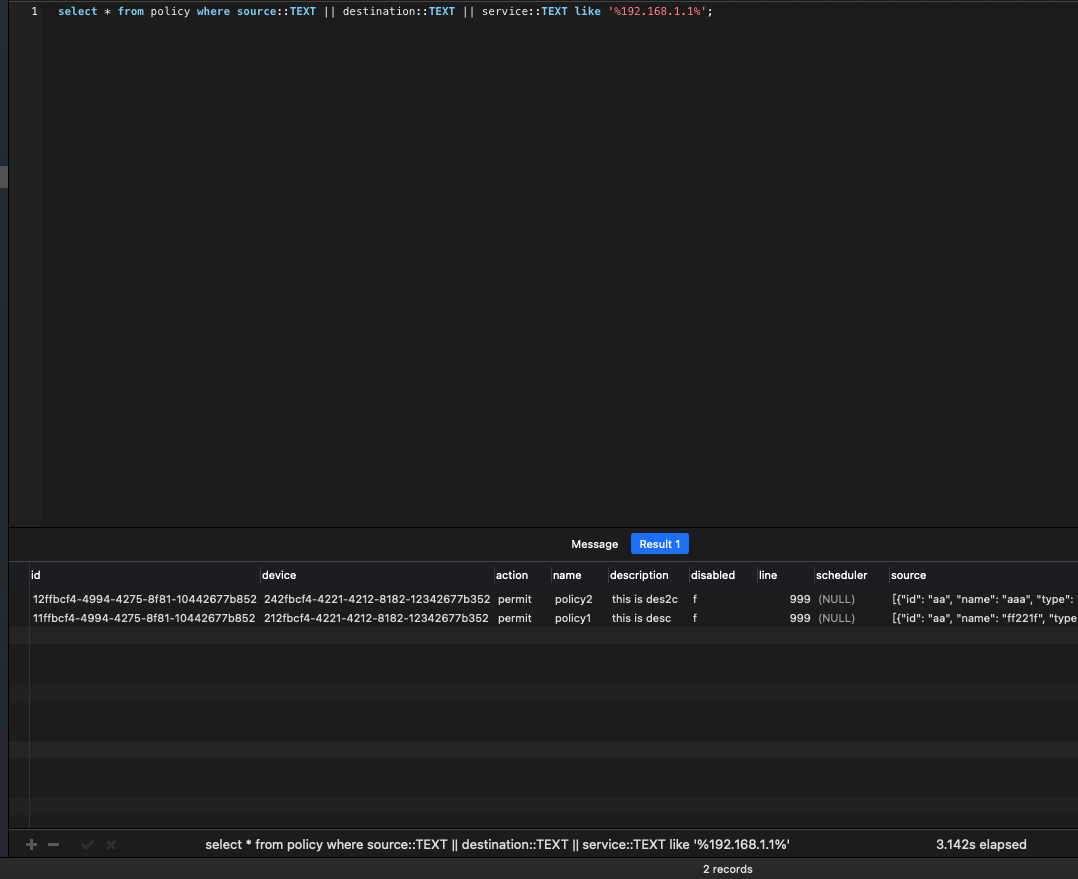 1 select * from policy where source::TEXT || destination::TEXT || service::TEXT like '%192.168.1.1%';
Message Result 1
id device action name description disabled line scheduler source
12ffbcf4-4994-4275-8f81-10442677b852 242fbcf4-4221-4212-8182-12342677b352 permit policy2 this is des2c f 999 (NULL) [{"id": "aa", "name": "aaa", "type":
11ffbcf4-4994-4275-8f81-10442677b852 212fbcf4-4221-4212-8182-12342677b352 permit policy1 this is desc f 999 (NULL) [{"id": "aa", "name": "ff221f", "type
select * from policy where source::TEXT || destination::TEXT || service::TEXT like '%192.168.1.1%' 3.142s elapsed
2 records